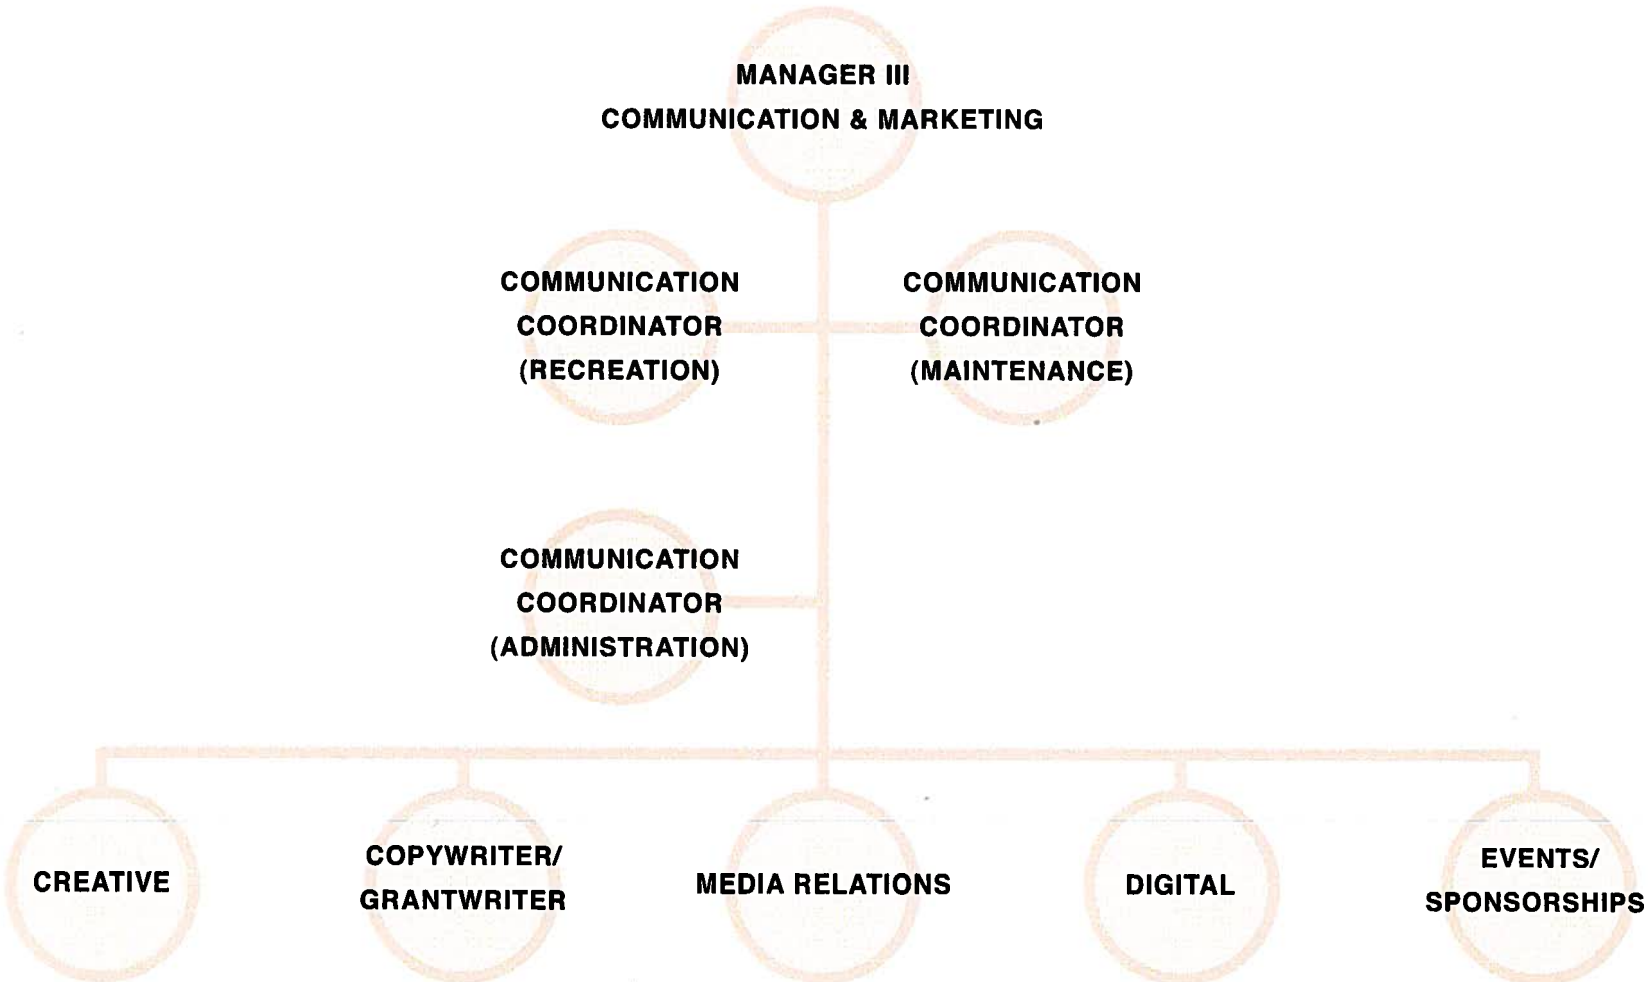 MANAGER III
COMMUNICATION & MARKETING
COMMUNICATION
COORDINATOR
(RECREATION)
COMMUNICATION
COORDINATOR
(MAINTENANCE)
COMMUNICATION
COORDINATOR
(ADMINISTRATION)
CREATIVE
COPYWRITER/
GRANTWRITER
MEDIA RELATIONS
DIGITAL
EVENTS/
SPONSORSHIPS